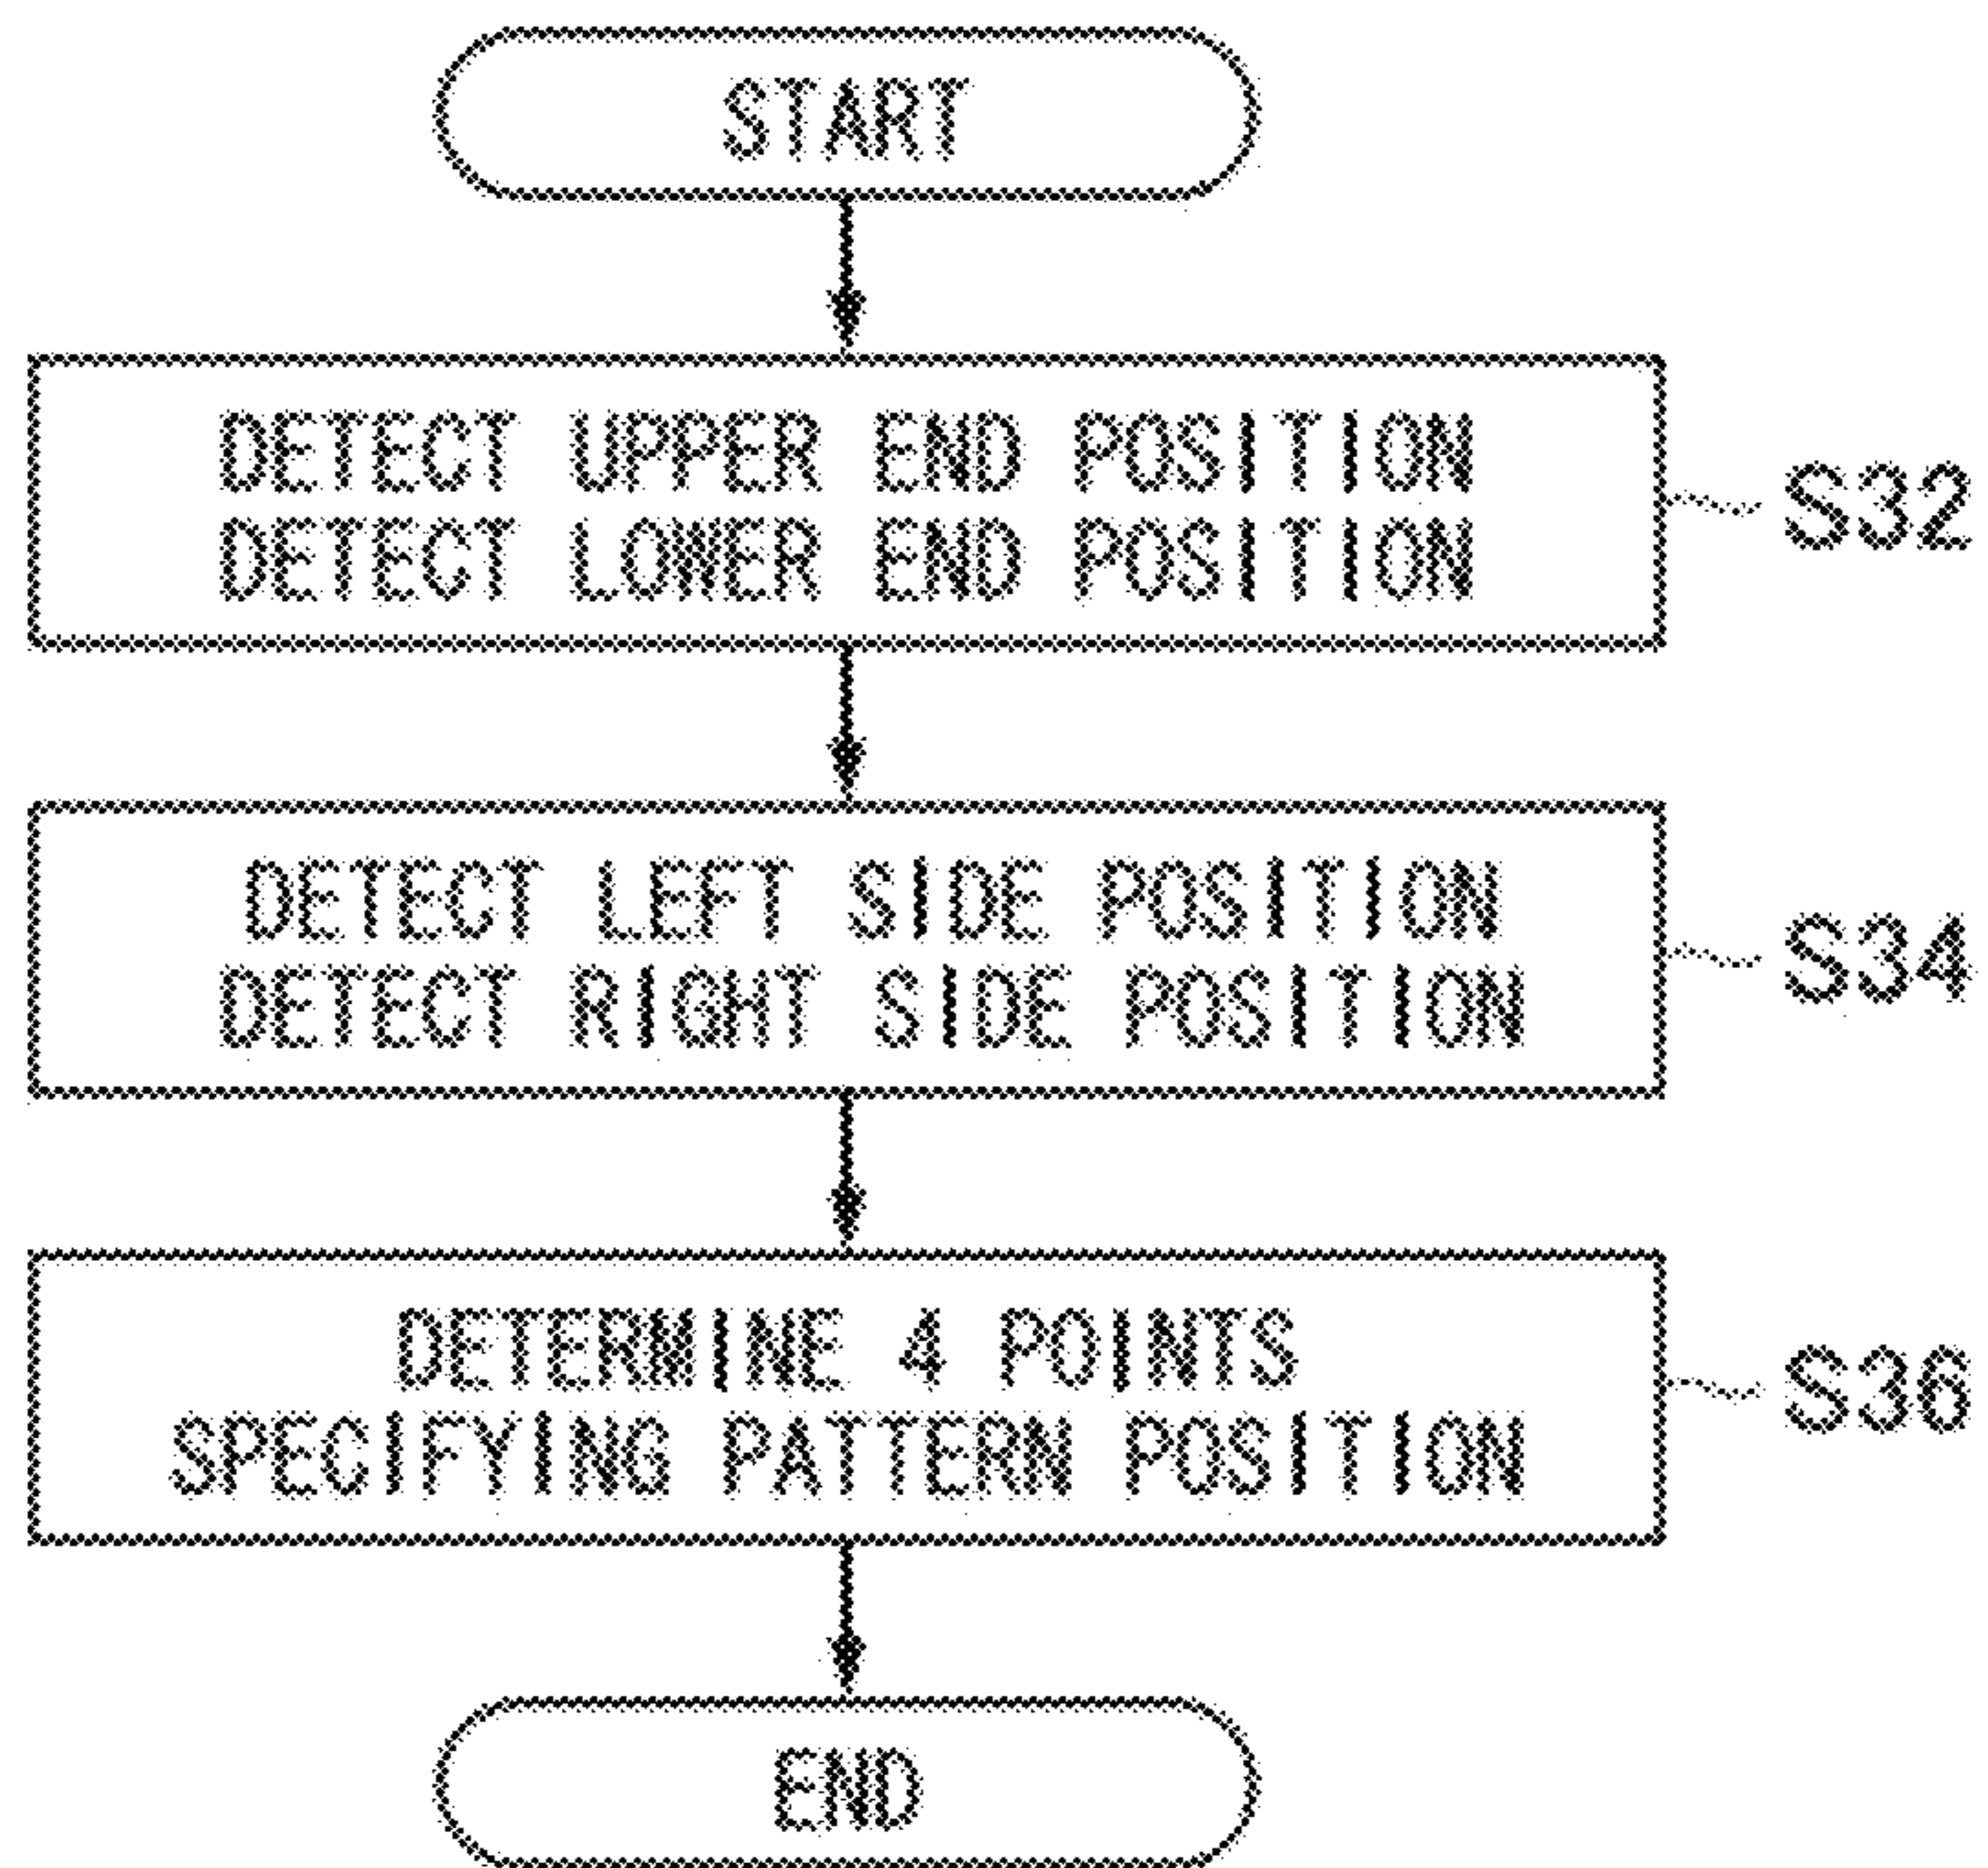 START
DETECT UPPER END POSITION
DETECT LOWER END POSITION
S32
DETECT LEFT SIDE POSITION
DETECT RIGHT SIDE POSITION
S34
DETERMINE 4 POINTS
SPECIFYING PATTERN POSITION
S36
END